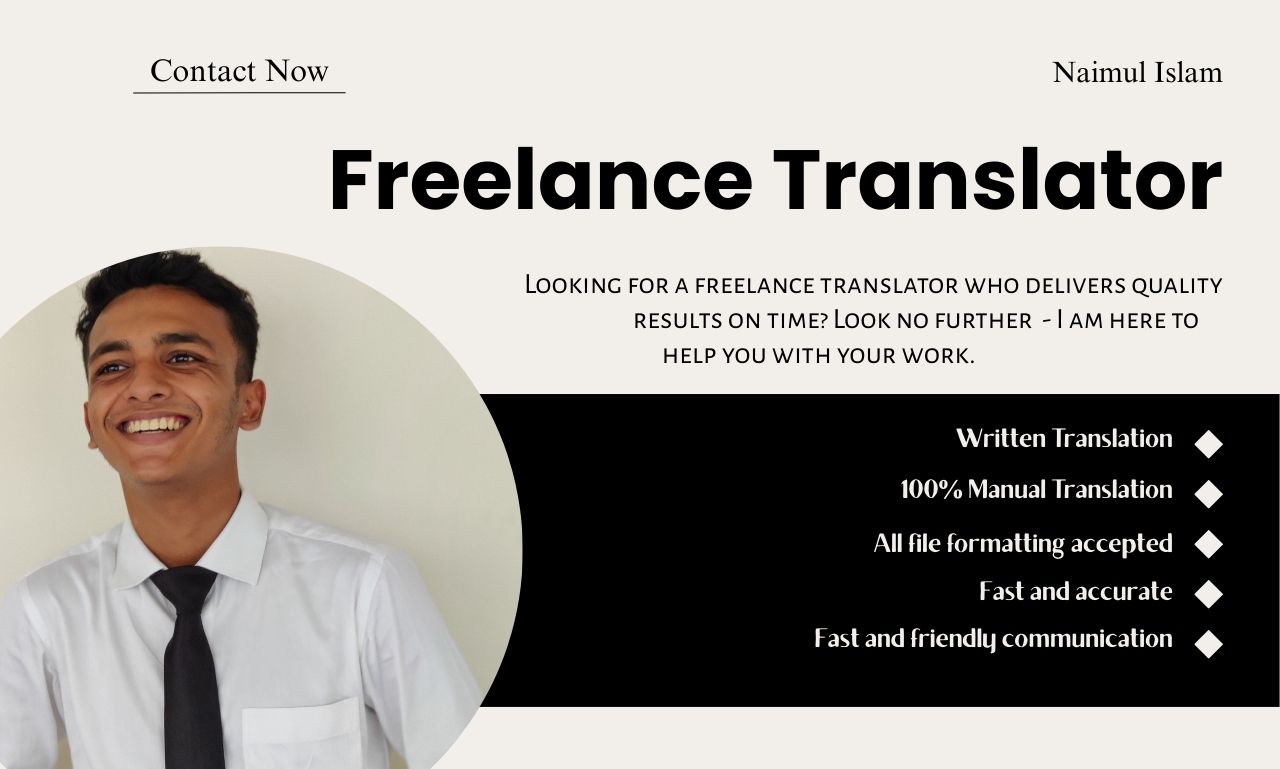 Contact Now
Naimul Islam
Freelance Translator
Looking for a freelance translator who delivers quality
results on time? Look no further - I am here to
help you with your work.
Written Translation
100% Manual Translation
All file formatting accepted
Fast and accurate
Fast and friendly communication